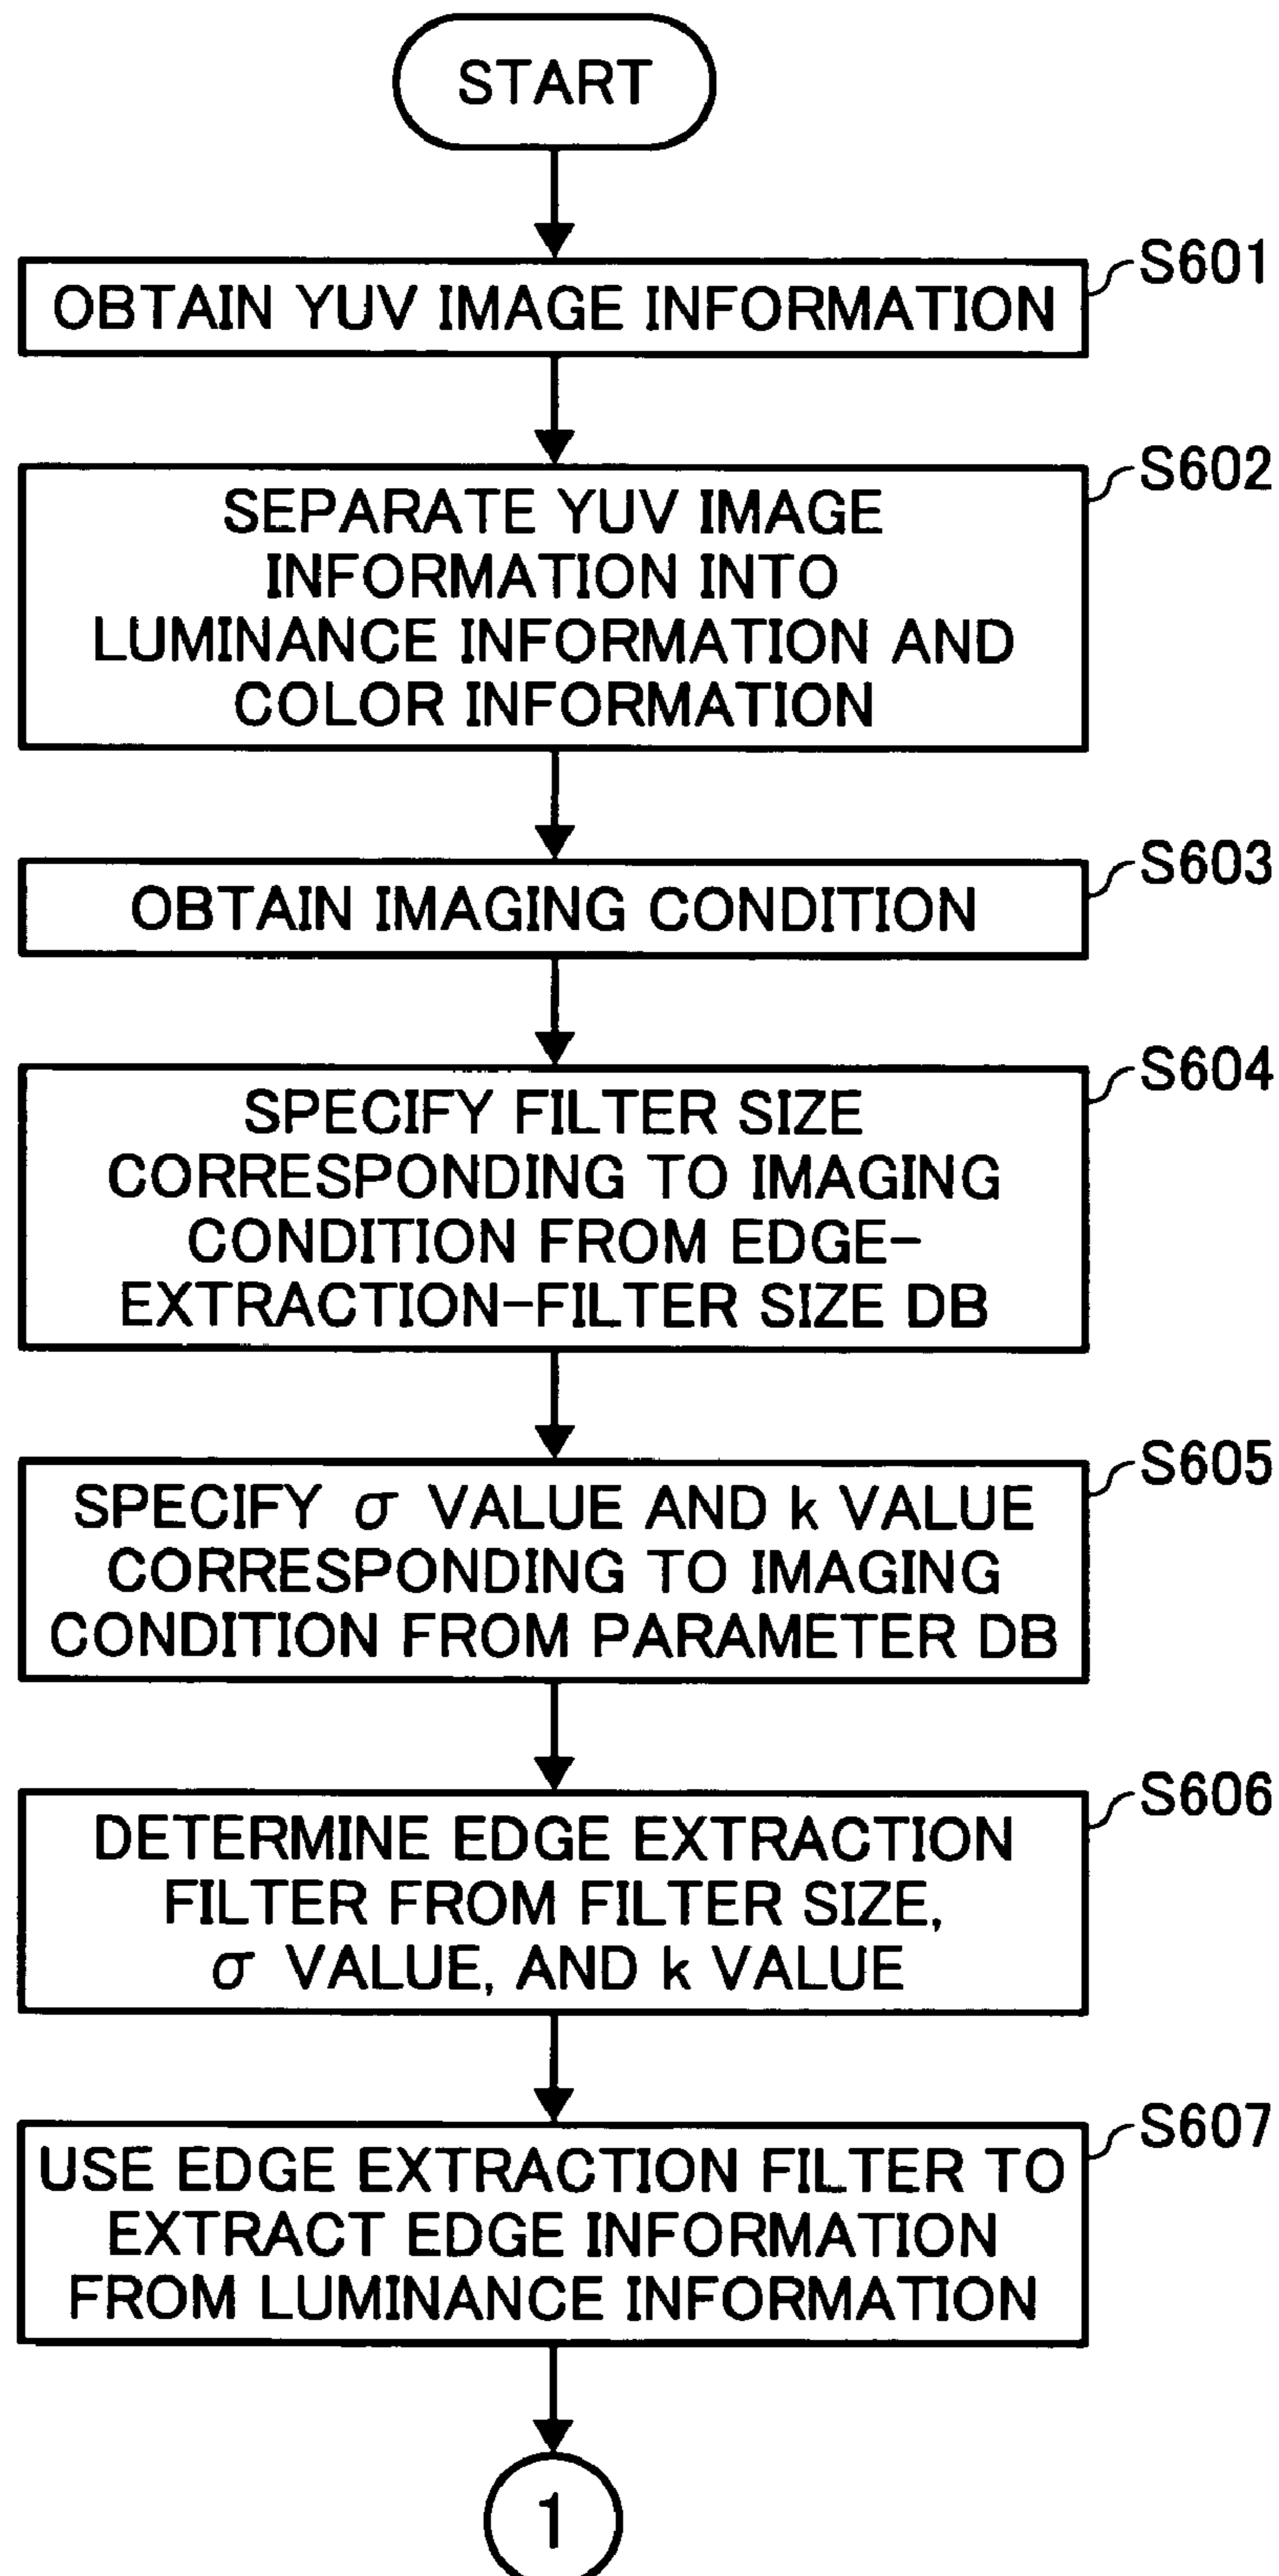 START
S601
OBTAIN YUV IMAGE INFORMATION
S602
SEPARATE YUV IMAGE
INFORMATION INTO
LUMINANCE INFORMATION AND
COLOR INFORMATION
S603
OBTAIN IMAGING CONDITION
S604
SPECIFY FILTER SIZE
CORRESPONDING TO IMAGING
CONDITION FROM EDGE-
EXTRACTION-FILTER SIZE DB
S605
SPECIFY σ VALUE AND k VALUE
CORRESPONDING TO IMAGING
CONDITION FROM PARAMETER DB
S606
DETERMINE EDGE EXTRACTION
FILTER FROM FILTER SIZE,
σ VALUE, AND k VALUE
S607
USE EDGE EXTRACTION FILTER TO
EXTRACT EDGE INFORMATION
FROM LUMINANCE INFORMATION
1